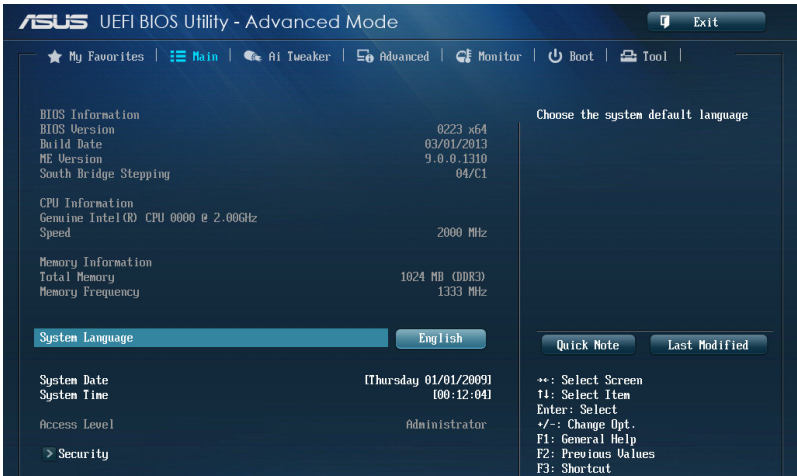 ASUS UEFI BIOS Utility - Advanced Mode
Exit
My Favorites | Main | Ai Tweaker | Advanced | Monitor | Boot | Tool |
BIOS Information
BIOS Version 0223 x64
Build Date 03/01/2013
ME Version 9.0.0.1310
South Bridge Stepping 04/C1
CPU Information
Genuine Intel(R) CPU 0000 @ 2.00GHz
Speed 2000 MHz
Memory Information
Total Memory 1024 MB (DDR3)
Memory Frequency 1333 MHz
System Language English
System Date [Thursday 01/01/2009]
System Time [00:12:04]
Access Level Administrator
> Security
Choose the system default language
Quick Note Last Modified
→←: Select Screen
↑↓: Select Item
Enter: Select
+/-: Change Opt.
F1: General Help
F2: Previous Values
F3: Shortcut